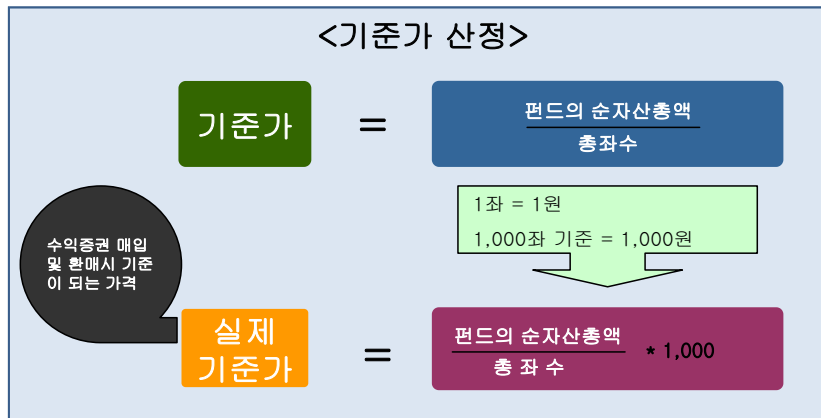 <기준가 산정>
기준가 = 펀드의 순자산총액
총좌수
1좌 = 1원
1,000좌 기준 = 1,000원
수익증권 매입
및 환매시 기준
이 되는 가격
실제
기준가
=
펀드의 순자산총액
총 좌 수
* 1,000